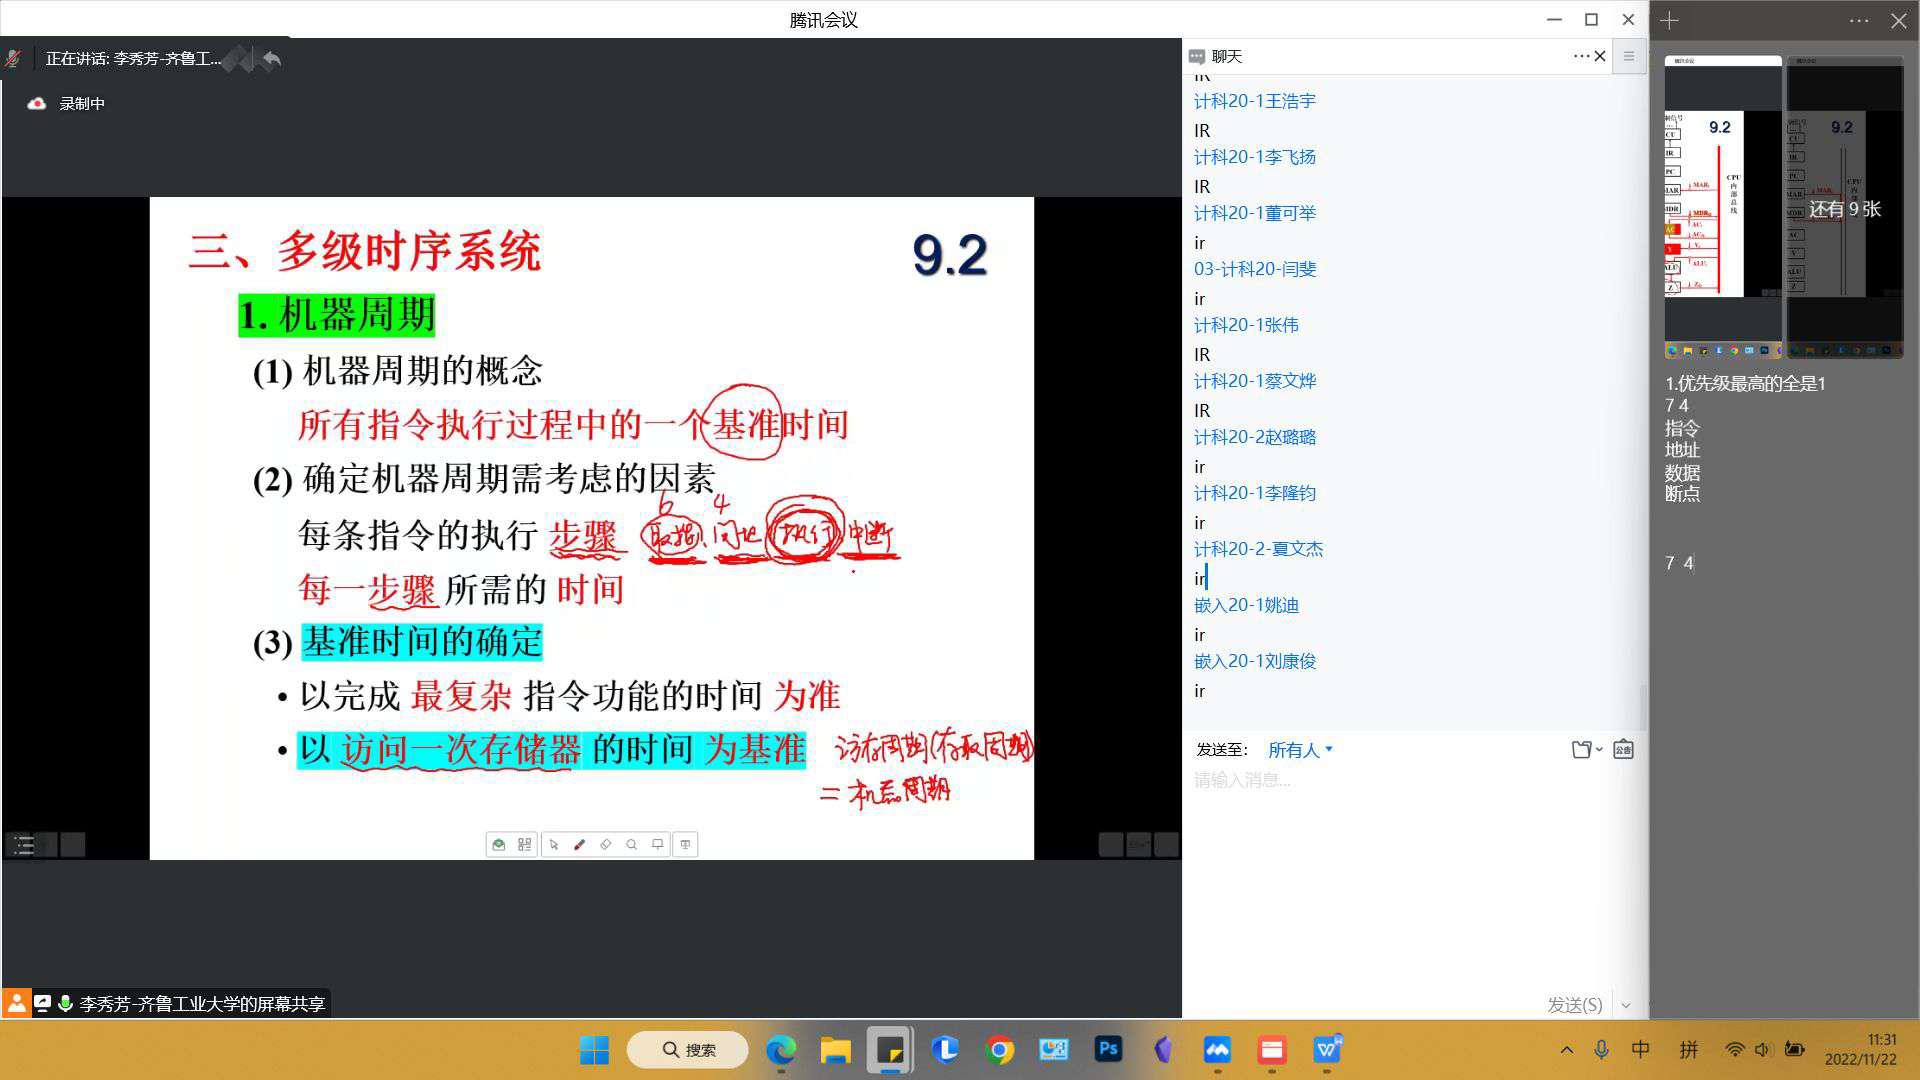 腾讯会议
正在讲话: 李秀芳-齐鲁工...
录制中
三、多级时序系统
9.2
1. 机器周期
(1) 机器周期的概念
所有指令执行过程中的一个基准时间
(2) 确定机器周期需考虑的因素
6 4
每条指令的执行 步骤 取指 间址 执行 中断
每一步骤 所需的 时间
(3) 基准时间的确定
• 以完成 最复杂 指令功能的时间 为准
• 以 访问一次存储器 的时间 为基准 访存周期(存取周期)
= 机器周期
李秀芳-齐鲁工业大学的屏幕共享
聊天
IR
计科20-1王浩宇
IR
计科20-1李飞扬
IR
计科20-1董可举
ir
03-计科20-闫斐
ir
计科20-1张伟
IR
计科20-1蔡文烨
IR
计科20-2赵璐璐
ir
计科20-1李隆钧
ir
计科20-2-夏文杰
ir
嵌入20-1姚迪
ir
嵌入20-1刘康俊
ir
发送至: 所有人
公告
请输入消息...
发送(S)
9.2
CU
IR
PC
MAR
MDR
AC
Y
ALU
Z
CPU
内部总线
9.2
还有 9 张
1.优先级最高的全是1
7 4
指令
地址
数据
断点
7 4
搜索
Ps
中
拼
11:31
2022/11/22